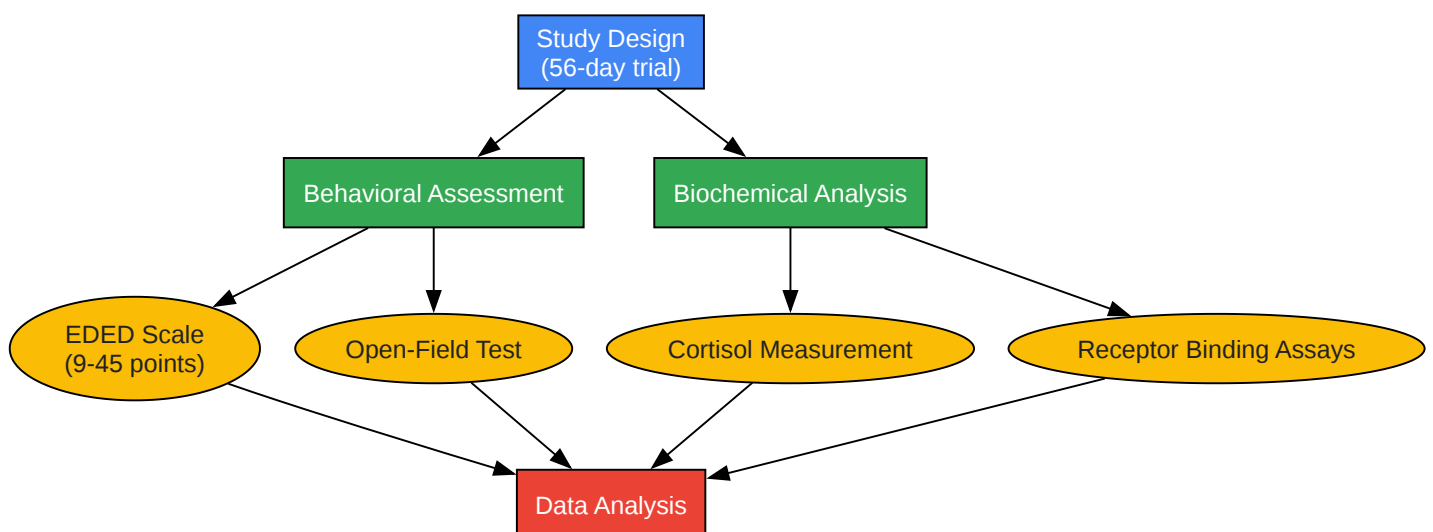 Study Design
(56-day trial)
Behavioral Assessment
Biochemical Analysis
EDED Scale
(9-45 points)
Open-Field Test
Cortisol Measurement
Receptor Binding Assays
Data Analysis